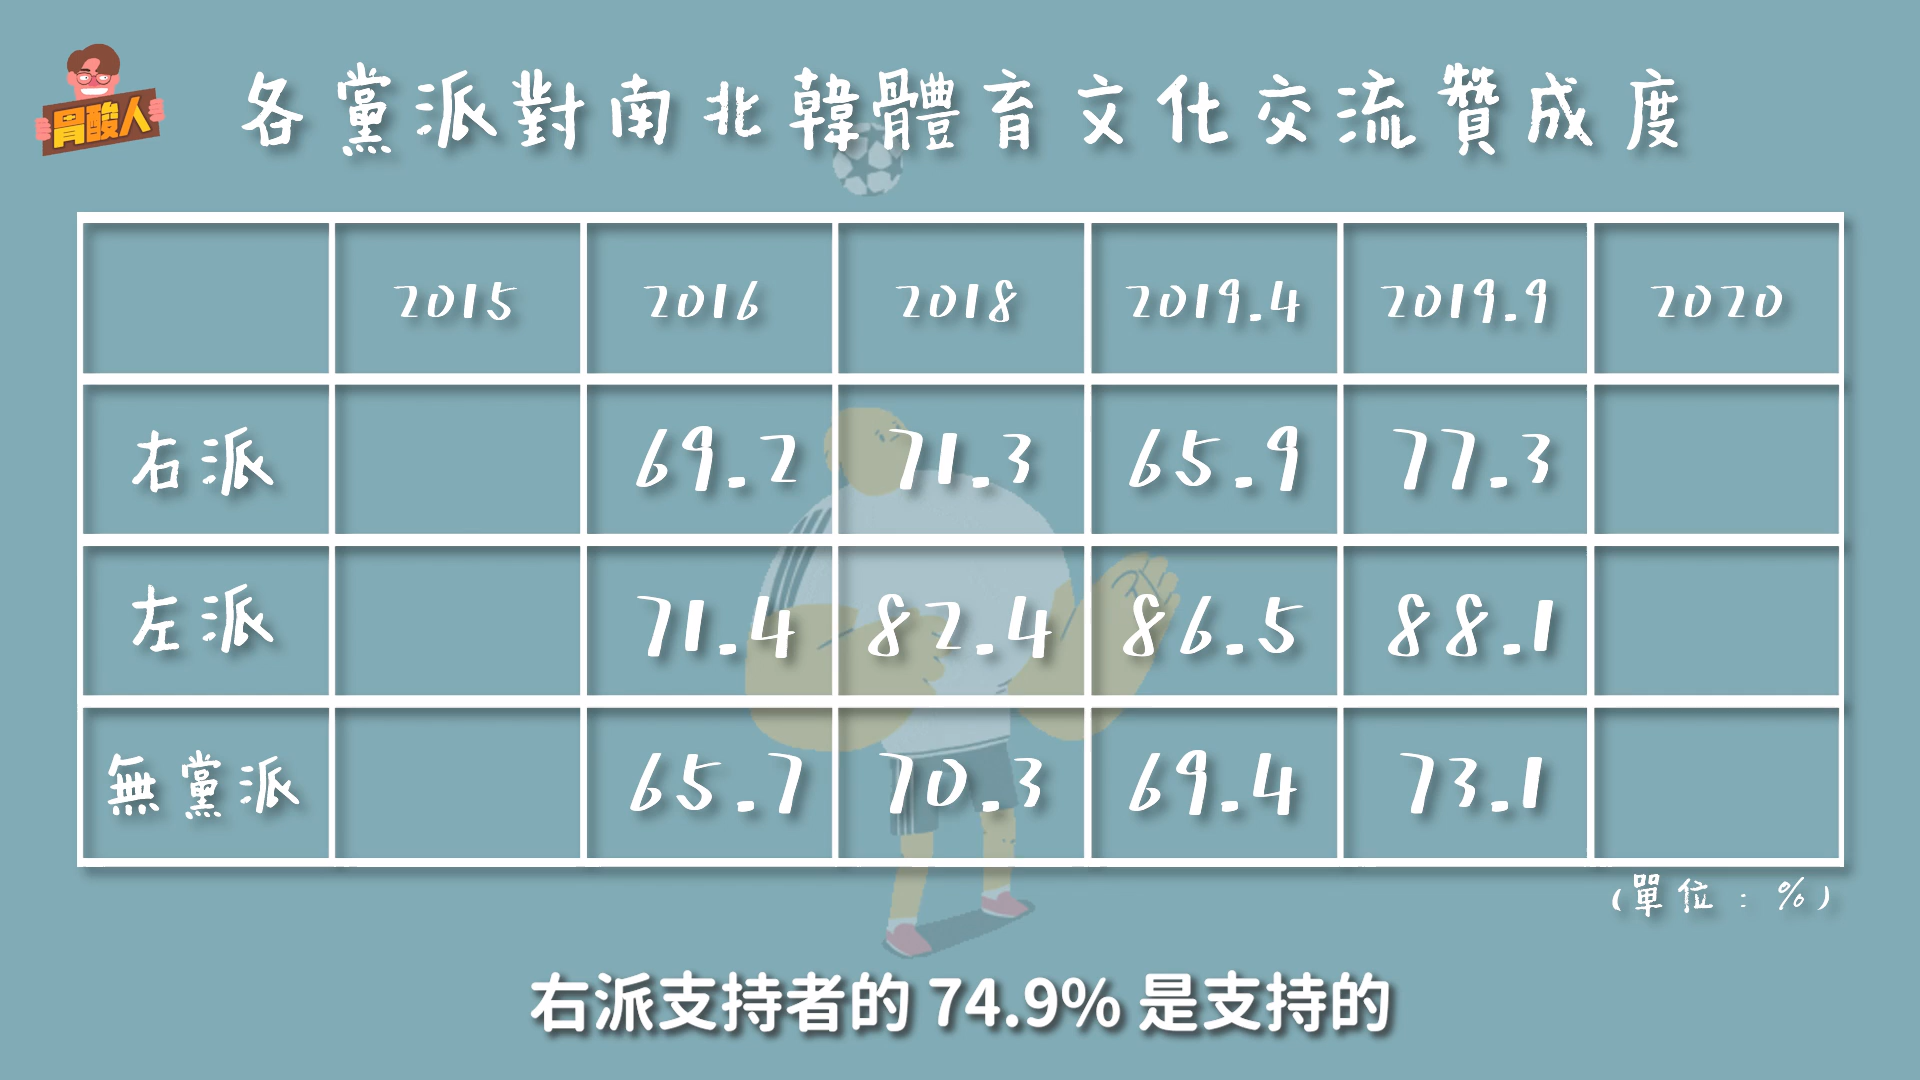 胃酸人
各黨派對南北韓體育文化交流贊成度
2015 2016 2018 2019.4 2019.9 2020
右派 69.2 71.3 65.9 77.3
左派 71.4 82.4 86.5 88.1
無黨派 65.7 70.3 69.4 73.1
(單位：%)
右派支持者的 74.9% 是支持的